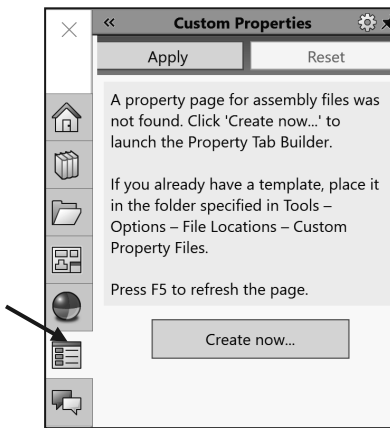 Custom Properties
Apply
Reset
A property page for assembly files was
not found. Click 'Create now...' to
launch the Property Tab Builder.
If you already have a template, place it
in the folder specified in Tools –
Options – File Locations – Custom
Property Files.
Press F5 to refresh the page.
Create now...